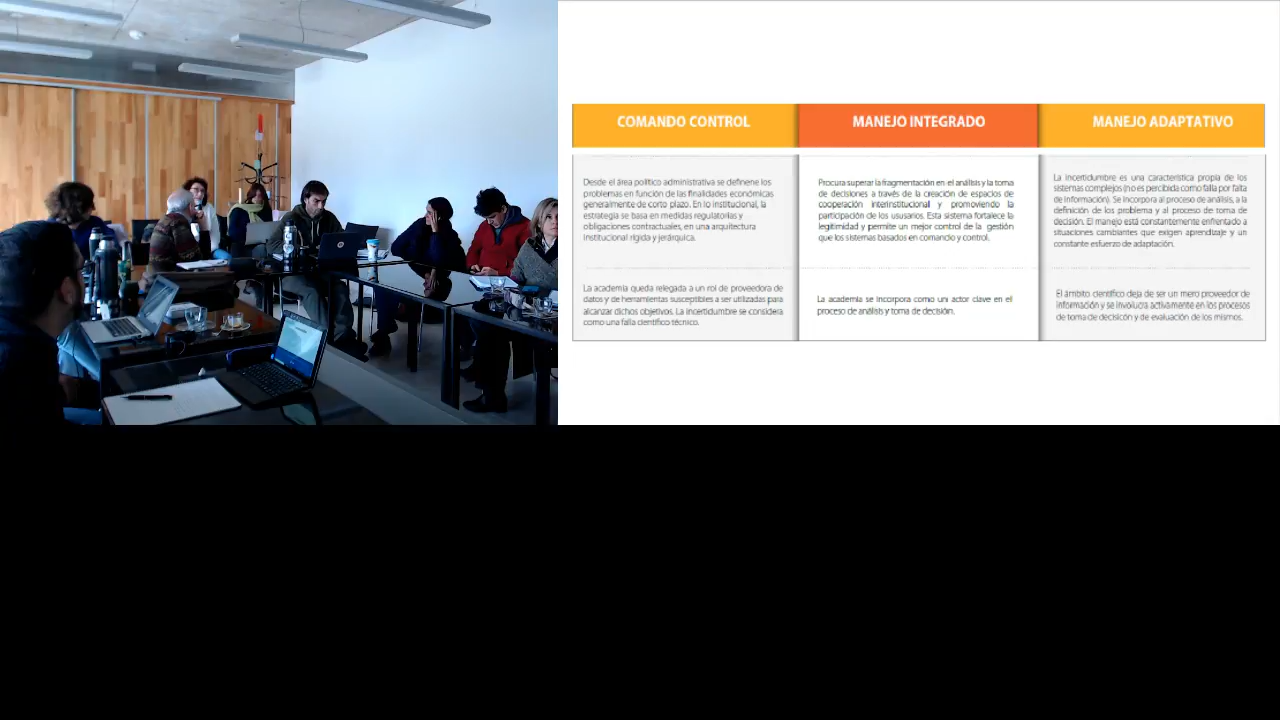 COMANDO CONTROL
Desde el área político administrativa se definene los
problemas en función de las finalidades económicas
generalmente de corto plazo. En lo institucional, la
estrategia se basa en medidas regulatorias y
obligaciones contractuales, en una arquitectura
institucional rígida y jerárquica.
La academia queda relegada a un rol de proveedora de
datos y de herramientas susceptibles a ser utilizadas para
alcanzar dichos objetivos. La incertidumbre se considera
como una falla científico técnico.
MANEJO INTEGRADO
Procura superar la fragmentación en el análisis y la toma
de decisiones a través de la creación de espacios de
cooperación interinstitucional y promoviendo la
participación de los usuarios. Esta sistema fortalece la
legitimidad y permite un mejor control de la gestión
que los sistemas basados en comando y control.
La academia se incorpora como un actor clave en el
proceso de análisis y toma de decisión.
MANEJO ADAPTATIVO
La incertidumbre es una característica propia de los
sistemas complejos (no es percibida como falla por falta
de información). Se incorpora al proceso de análisis, a la
definición de los problema y al proceso de toma de
decisión. El manejo está constantemente enfrentado a
situaciones cambiantes que exigen aprendizaje y un
constante esfuerzo de adaptación.
El ámbito científico deja de ser un mero proveedor de
información y se involucra activamente en los procesos
de toma de decisicón y de evaluación de los mismos.